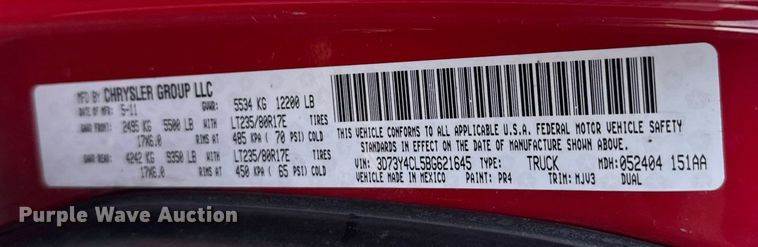 MFD BY CHRYSLER GROUP LLC
DATE OF MFR: 5-11 GVWR: 5534 KG 12200 LB
GAWR FRONT: 2495 KG 5500 LB WITH LT235/80R17E TIRES
17X6.0 485 KPA ( 70 PSI) COLD
GAWR REAR: 4242 KG 9350 LB WITH LT235/80R17E TIRES
17X6.0 450 KPA ( 65 PSI) COLD
THIS VEHICLE CONFORMS TO ALL APPLICABLE U.S.A. FEDERAL MOTOR VEHICLE SAFETY
STANDARDS IN EFFECT ON THE DATE OF MANUFACTURE SHOWN ABOVE
VIN: 3D73Y4CL5BG621645 TYPE: TRUCK MDH:052404 151AA
VEHICLE MADE IN MEXICO PAINT: PR4 TRIM: MJV3 DUAL
Purple Wave Auction